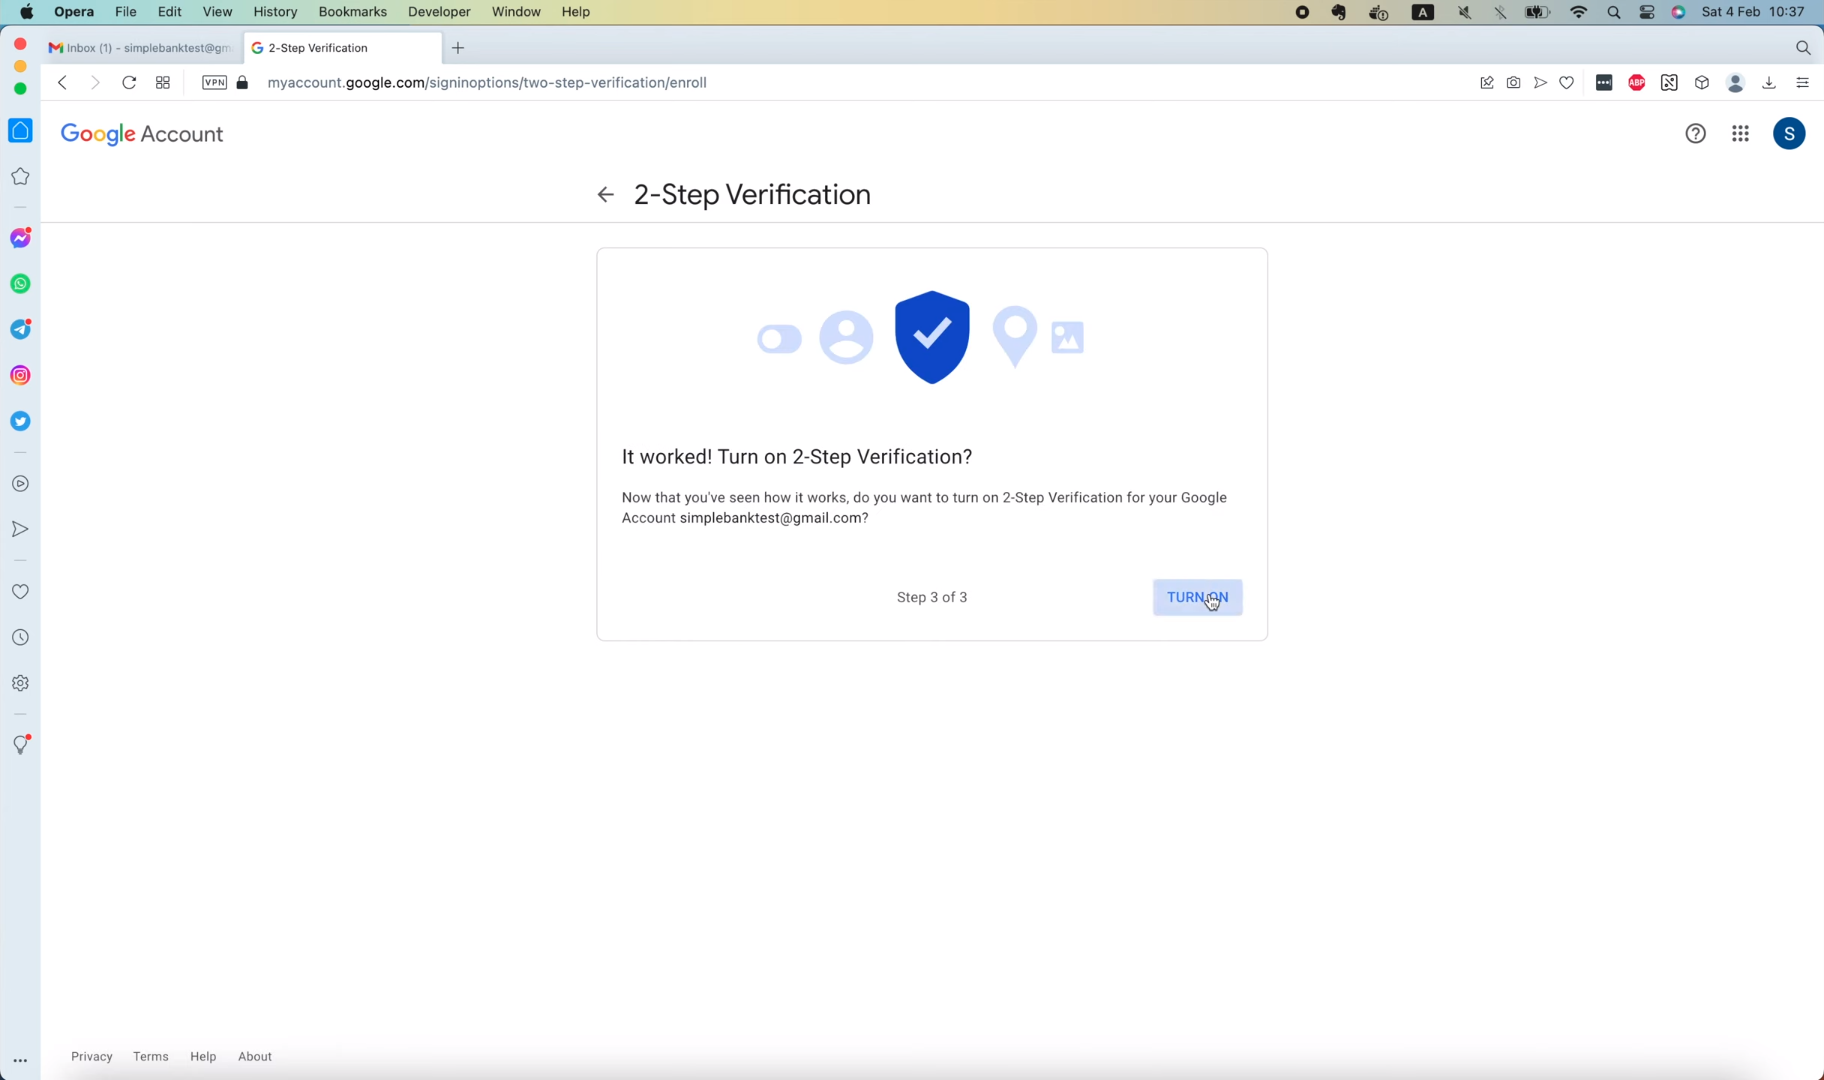 Opera File Edit View History Bookmarks Developer Window Help A Sat 4 Feb 10:37
Inbox (1) - simplebanktest@gm 2-Step Verification
VPN myaccount.google.com/signinoptions/two-step-verification/enroll ABP
Google Account S
2-Step Verification
It worked! Turn on 2-Step Verification?
Now that you've seen how it works, do you want to turn on 2-Step Verification for your Google
Account simplebanktest@gmail.com?
Step 3 of 3 TURN ON
Privacy Terms Help About